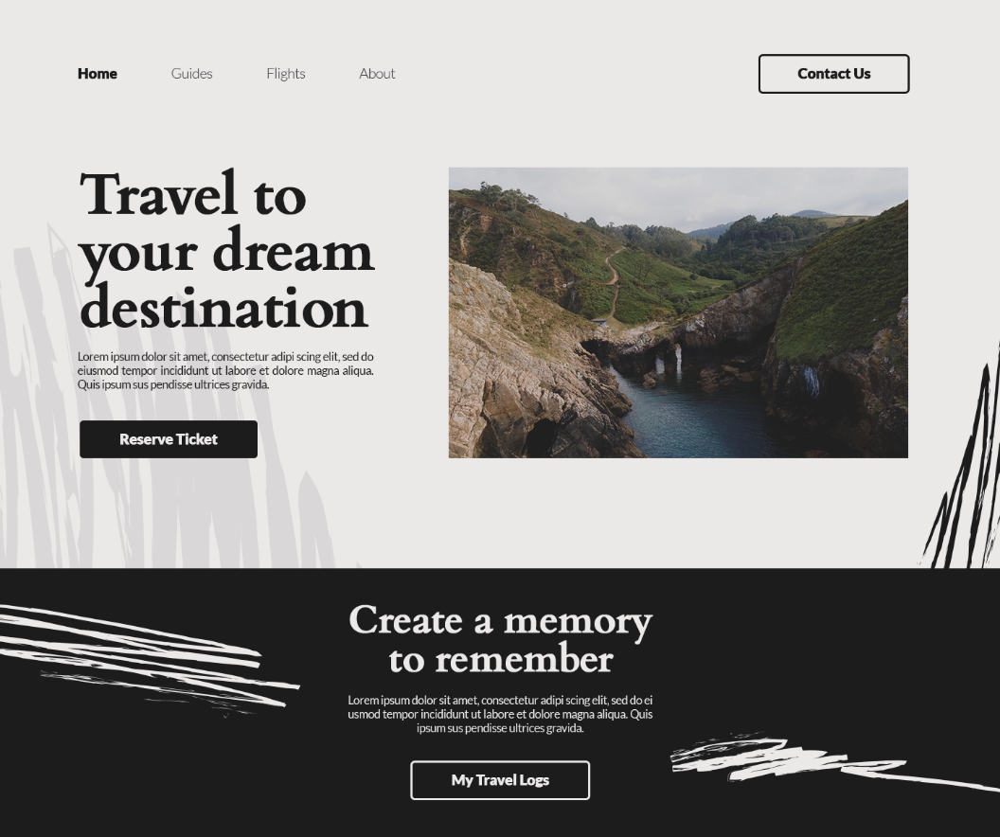 Home Guides Flights About Contact Us
Travel to
your dream
destination
Lorem ipsum dolor sit amet, consectetur adipi scing elit, sed do
eiusmod tempor incididunt ut labore et dolore magna aliqua.
Quis ipsum sus pendisse ultrices gravida.
Reserve Ticket
Create a memory
to remember
Lorem ipsum dolor sit amet, consectetur adipi scing elit, sed do ei
usmod tempor incididunt ut labore et dolore magna aliqua. Quis
ipsum sus pendisse ultrices gravida.
My Travel Logs